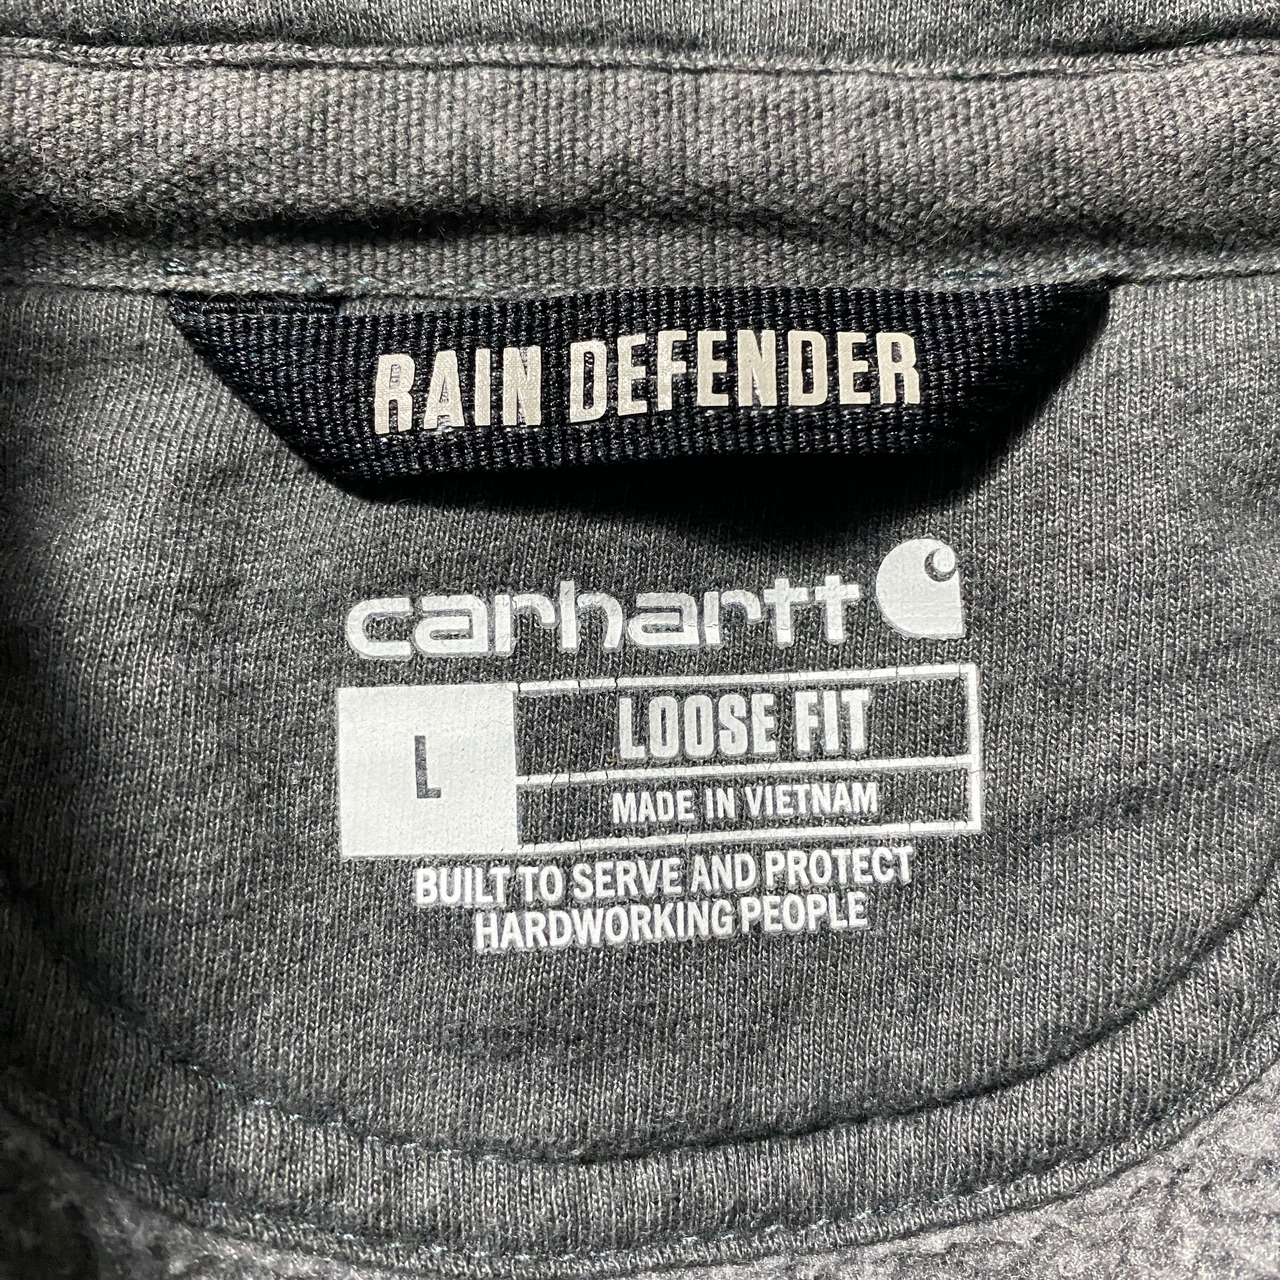 RAIN DEFENDER
carhartt
L
LOOSE FIT
MADE IN VIETNAM
BUILT TO SERVE AND PROTECT
HARDWORKING PEOPLE